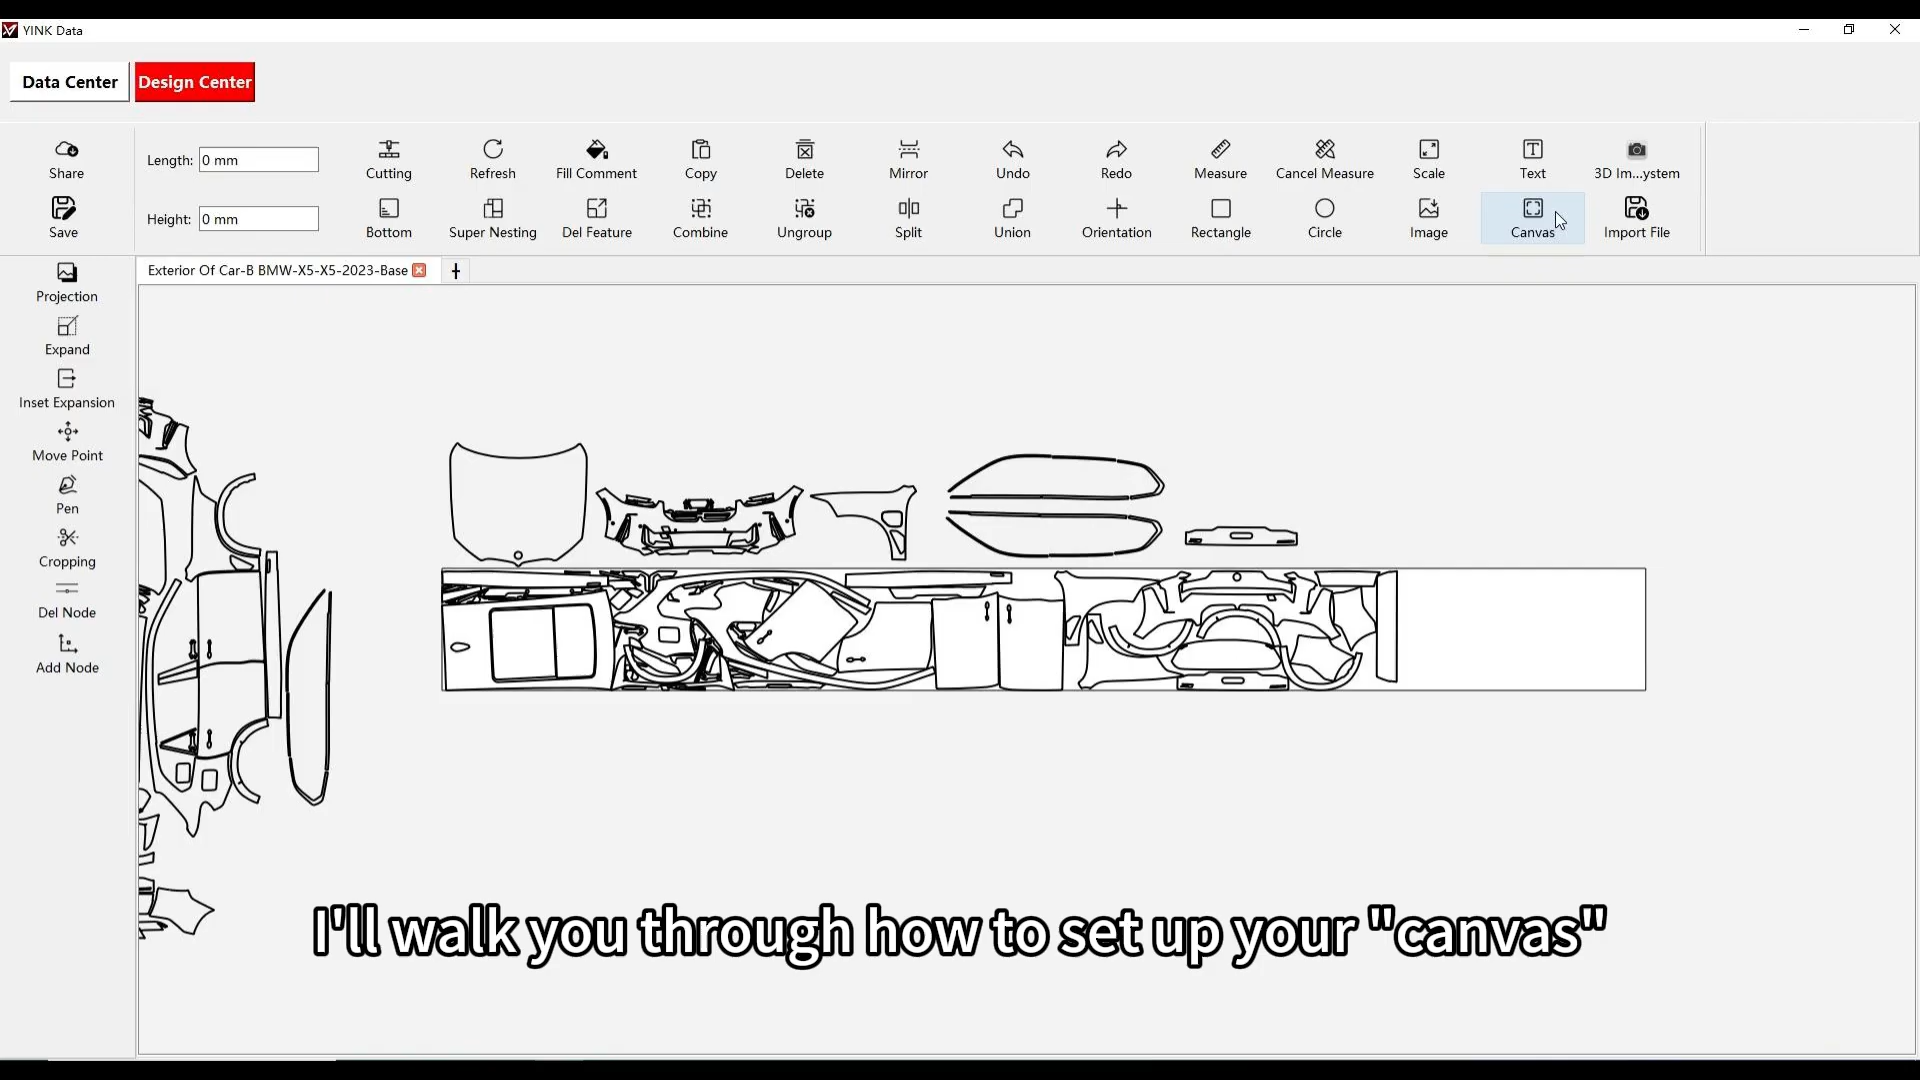 YINK Data
Data Center Design Center
Share
Save
Length: 0 mm
Height: 0 mm
Cutting Refresh Fill Comment Copy Delete Mirror Undo Redo Measure Cancel Measure Scale Text 3D Im...ystem
Bottom Super Nesting Del Feature Combine Ungroup Split Union Orientation Rectangle Circle Image Canvas Import File
Exterior Of Car-B BMW-X5-X5-2023-Base
Projection
Expand
Inset Expansion
Move Point
Pen
Cropping
Del Node
Add Node
I'll walk you through how to set up your "canvas"